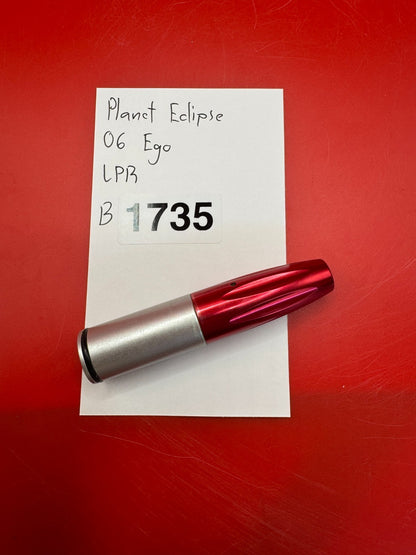 Planet Eclipse
06 Ego
LPR
B 1735